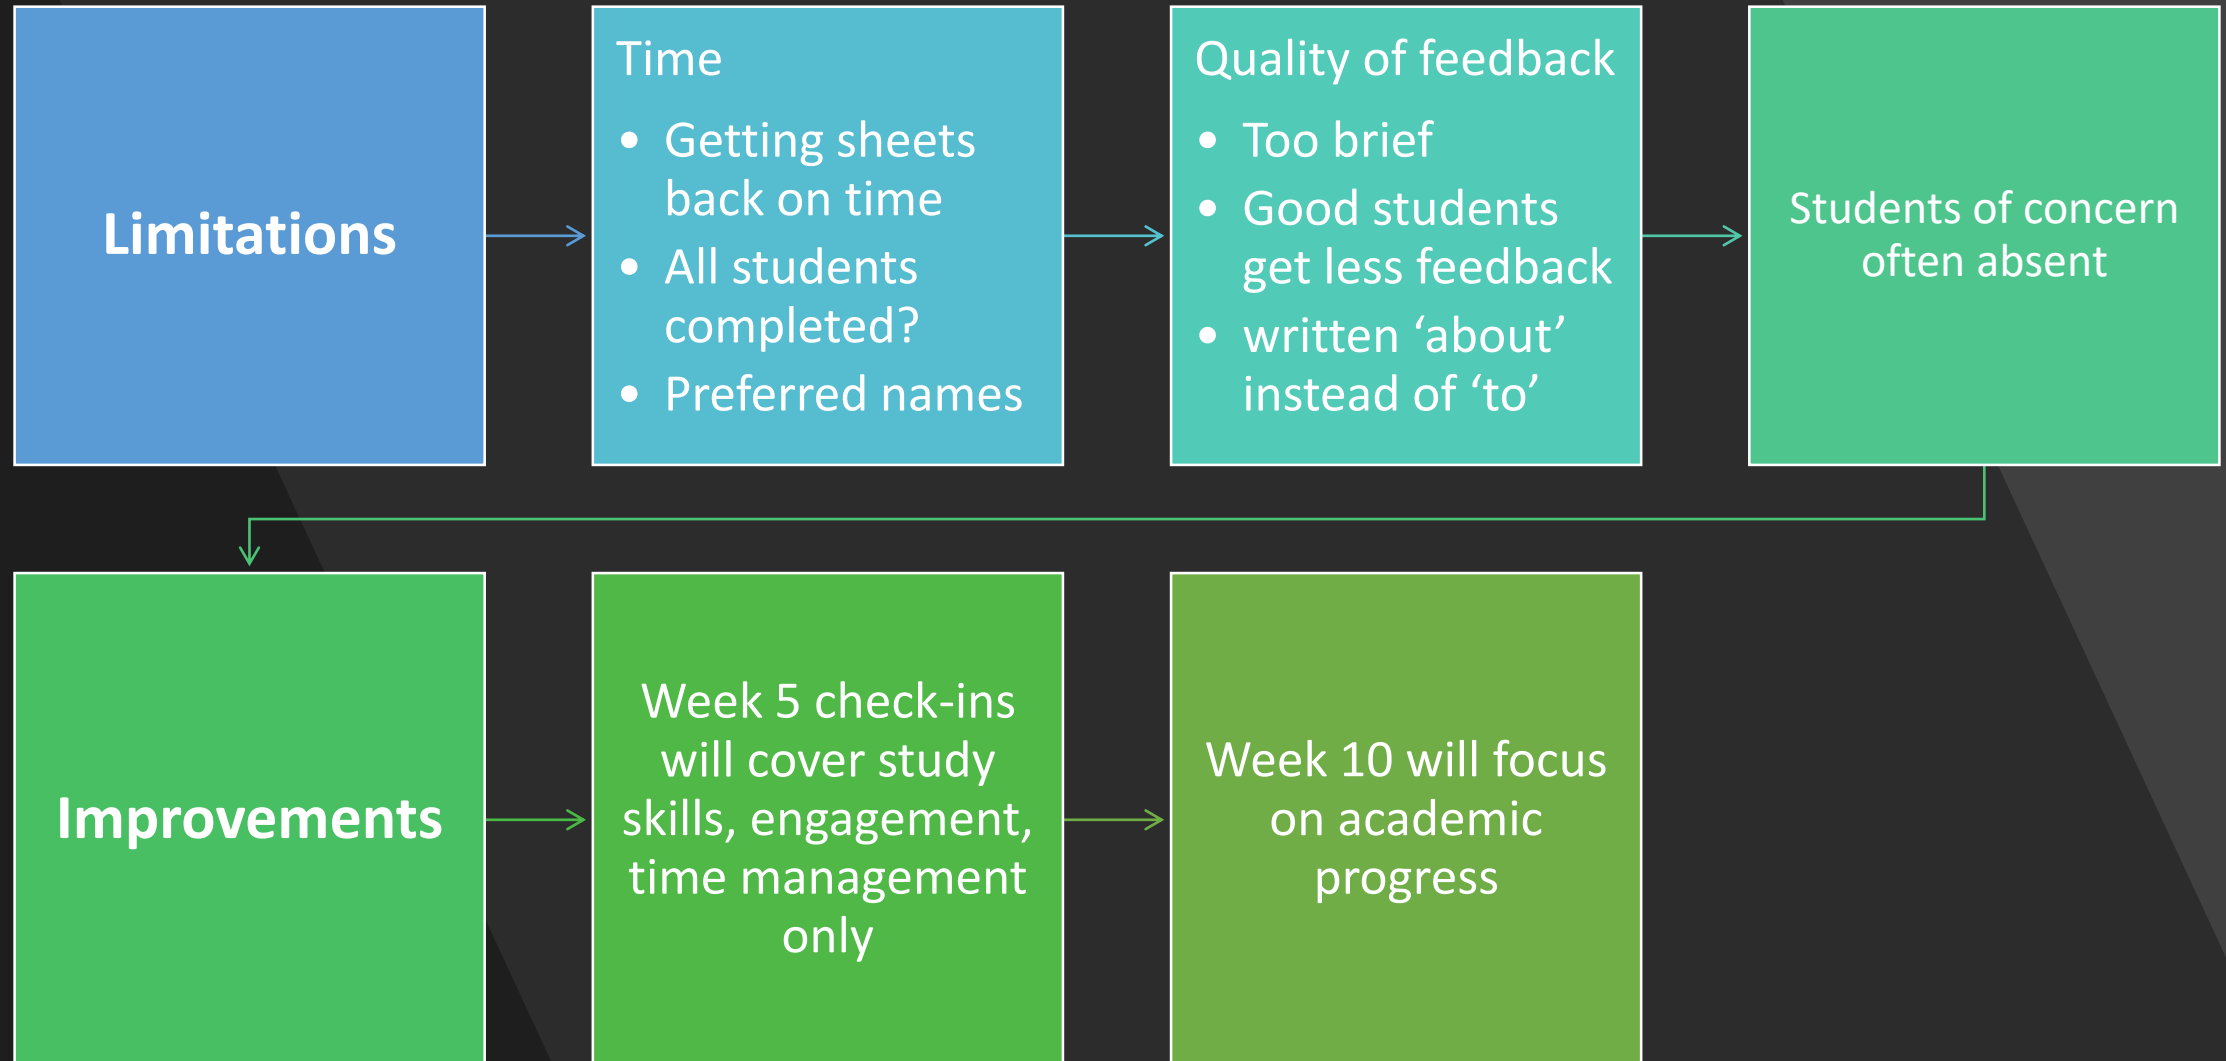 Limitations
Time
• Getting sheets
back on time
• All students
completed?
• Preferred names
Quality of feedback
• Too brief
• Good students
get less feedback
• written ‘about’
instead of ‘to’
Students of concern
often absent
Improvements
Week 5 check-ins
will cover study
skills, engagement,
time management
only
Week 10 will focus
on academic
progress